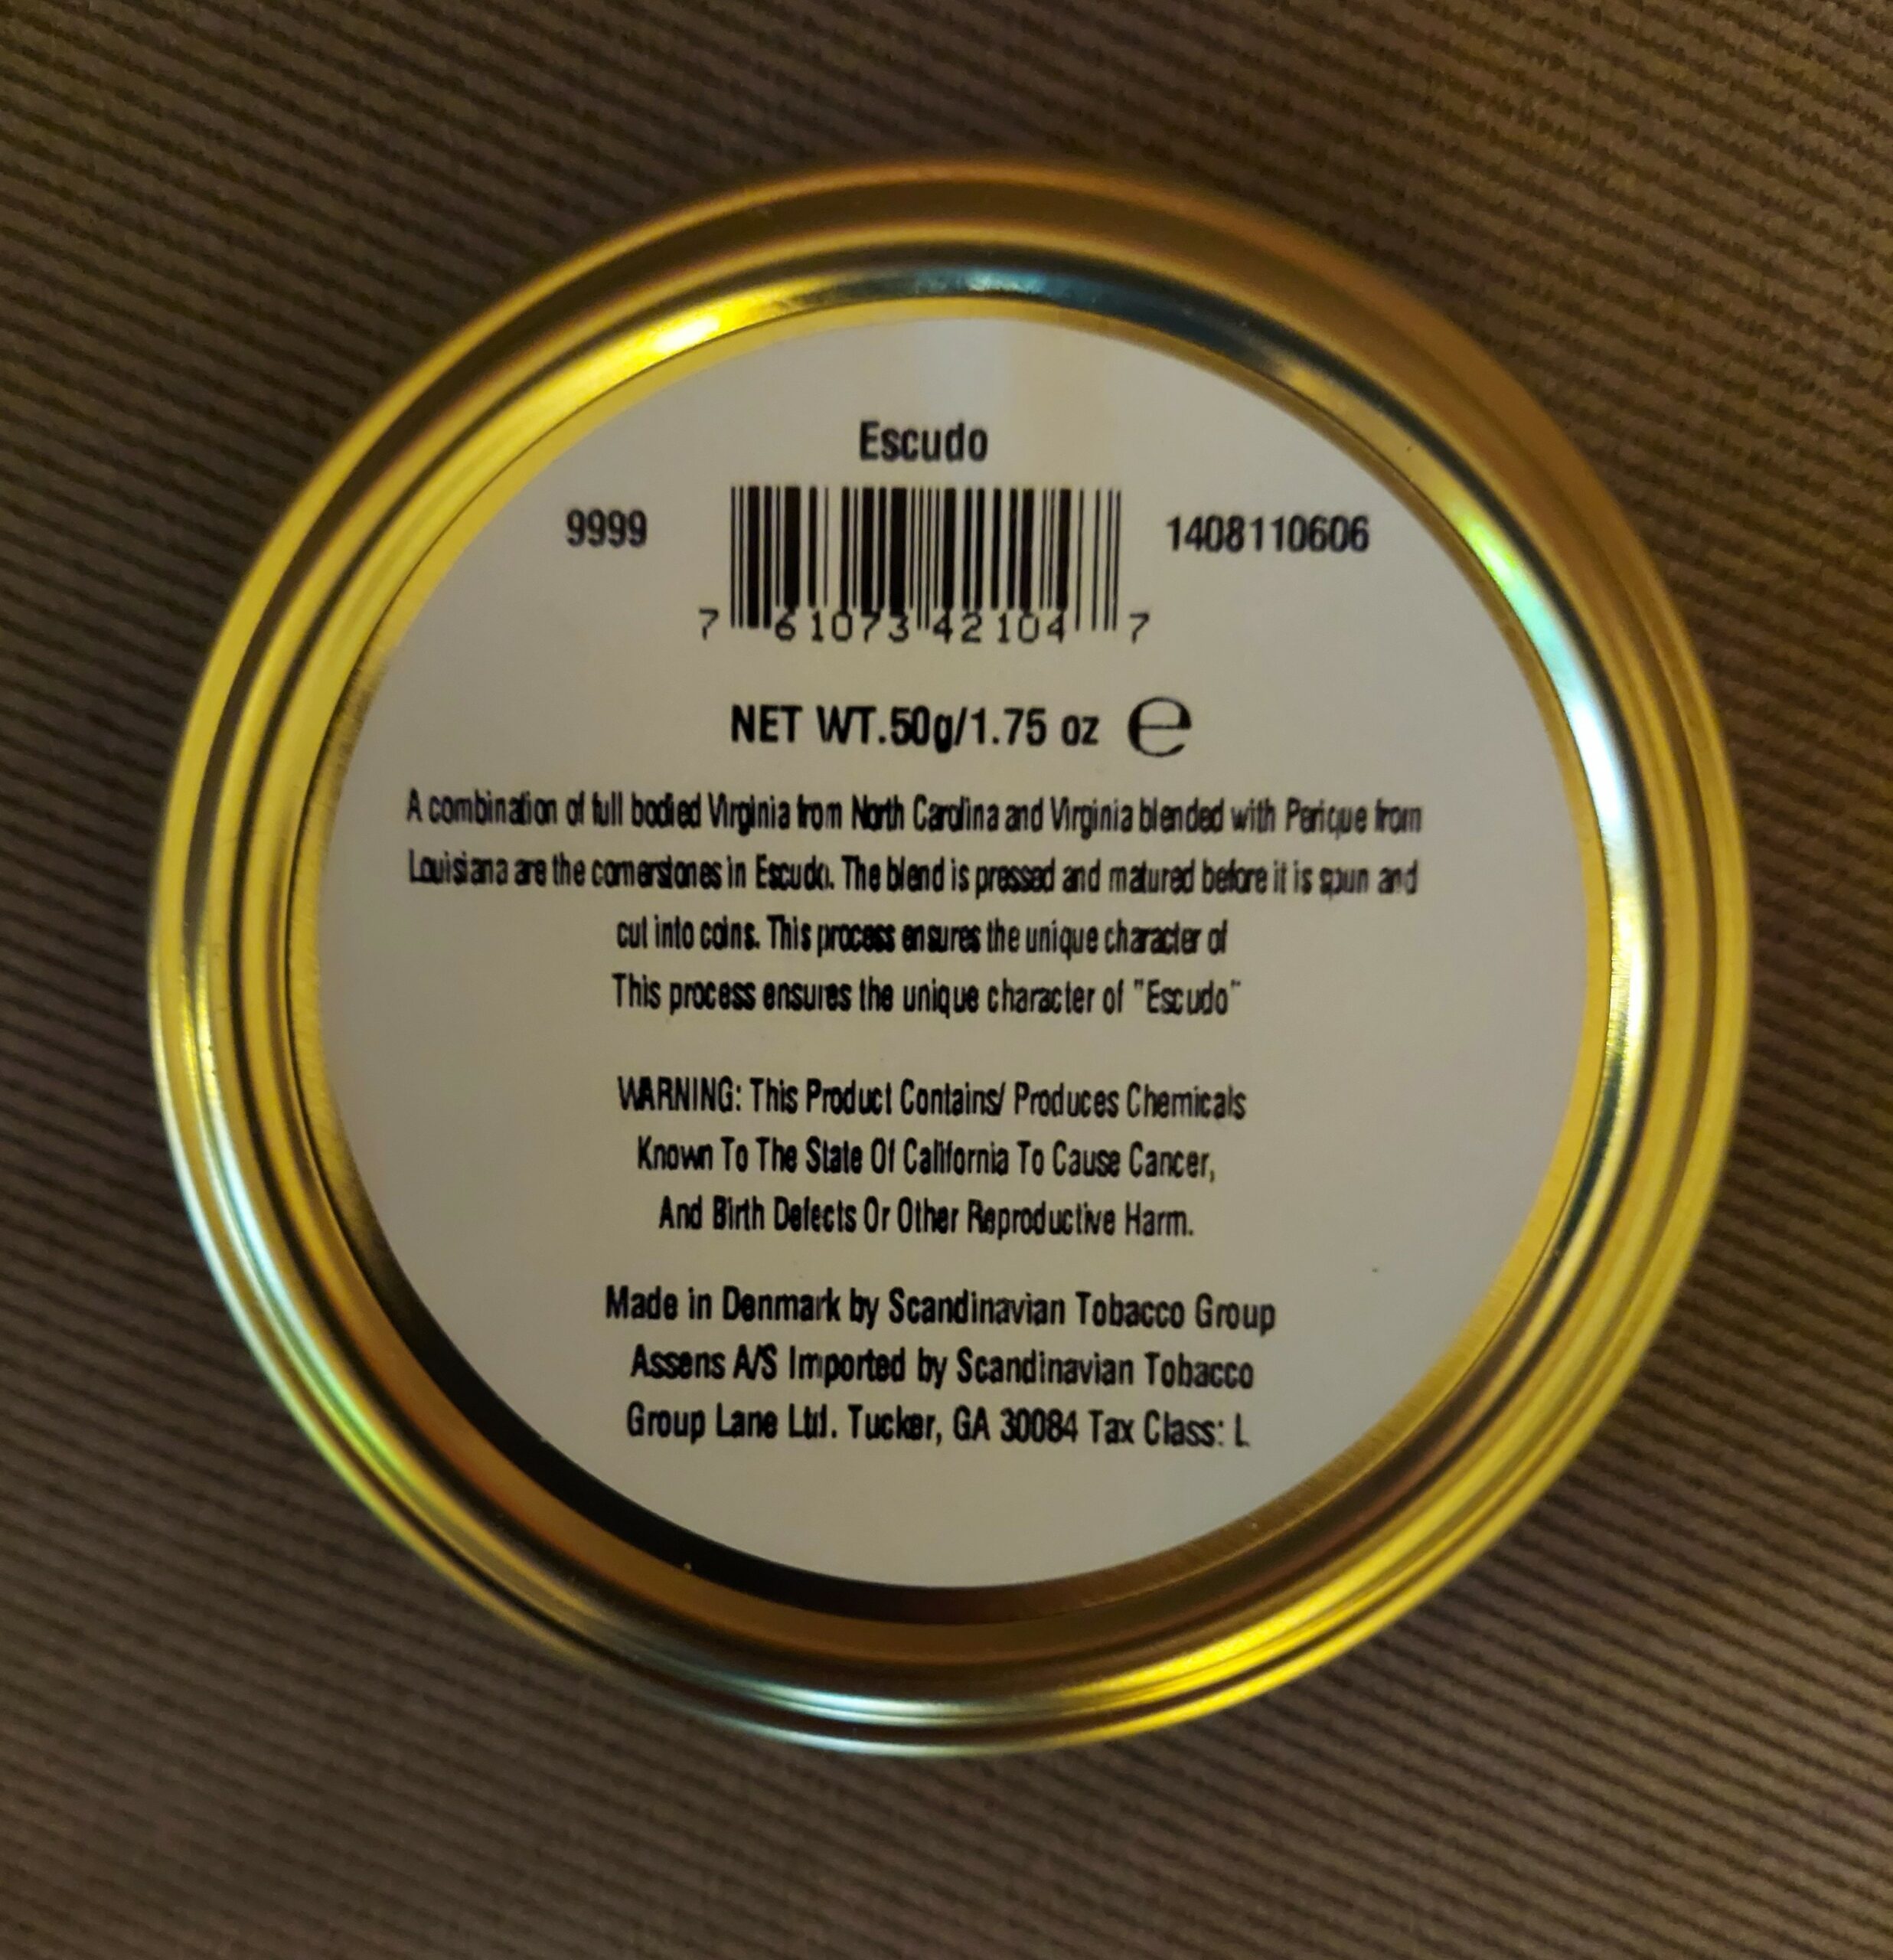 Escudo
9999
1408110606
7 61073 42104 7
NET WT.50g/1.75 oz ℮
A combination of full bodied Virginia from North Carolina and Virginia blended with Perique from
Louisiana are the cornerstones in Escudo. The blend is pressed and matured before it is spun and
cut into coins. This process ensures the unique character of
This process ensures the unique character of "Escudo"
WARNING: This Product Contains/ Produces Chemicals
Known To The State Of California To Cause Cancer,
And Birth Defects Or Other Reproductive Harm.
Made in Denmark by Scandinavian Tobacco Group
Assens A/S Imported by Scandinavian Tobacco
Group Lane Ltd. Tucker, GA 30084 Tax Class: L